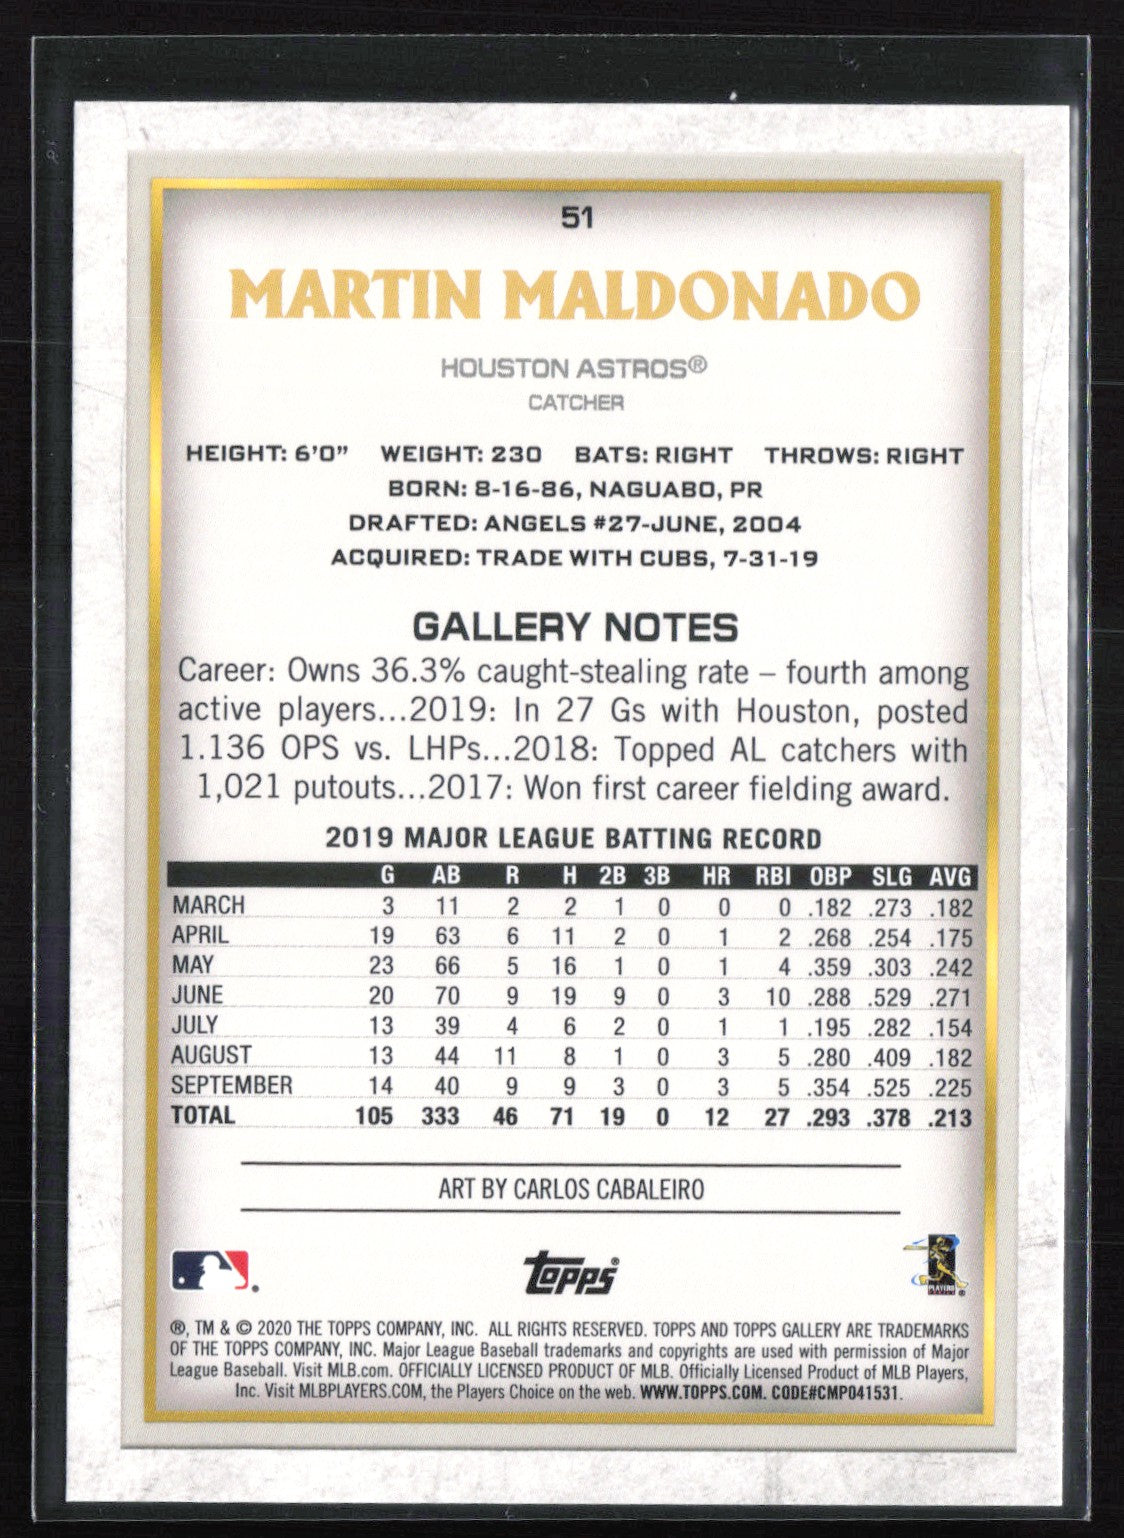 51
MARTIN MALDONADO
HOUSTON ASTROS®
CATCHER
HEIGHT: 6'0" WEIGHT: 230 BATS: RIGHT THROWS: RIGHT
BORN: 8-16-86, NAGUABO, PR
DRAFTED: ANGELS #27-JUNE, 2004
ACQUIRED: TRADE WITH CUBS, 7-31-19
GALLERY NOTES
Career: Owns 36.3% caught-stealing rate – fourth among
active players...2019: In 27 Gs with Houston, posted
1.136 OPS vs. LHPs...2018: Topped AL catchers with
1,021 putouts...2017: Won first career fielding award.
2019 MAJOR LEAGUE BATTING RECORD
G AB R H 2B 3B HR RBI OBP SLG AVG
MARCH 3 11 2 2 1 0 0 0 .182 .273 .182
APRIL 19 63 6 11 2 0 1 2 .268 .254 .175
MAY 23 66 5 16 1 0 1 4 .359 .303 .242
JUNE 20 70 9 19 9 0 3 10 .288 .529 .271
JULY 13 39 4 6 2 0 1 1 .195 .282 .154
AUGUST 13 44 11 8 1 0 3 5 .280 .409 .182
SEPTEMBER 14 40 9 9 3 0 3 5 .354 .525 .225
TOTAL 105 333 46 71 19 0 12 27 .293 .378 .213
ART BY CARLOS CABALEIRO
topps®
PLAYERS
®, TM & © 2020 THE TOPPS COMPANY, INC. ALL RIGHTS RESERVED. TOPPS AND TOPPS GALLERY ARE TRADEMARKS
OF THE TOPPS COMPANY, INC. Major League Baseball trademarks and copyrights are used with permission of Major
League Baseball. Visit MLB.com. OFFICIALLY LICENSED PRODUCT OF MLB. Officially Licensed Product of MLB Players,
Inc. Visit MLBPLAYERS.COM, the Players Choice on the web. WWW.TOPPS.COM. CODE#CMP041531.